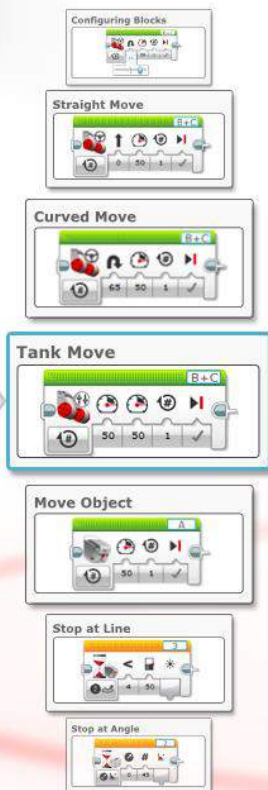 Configuring Blocks
Straight Move
B+C
0 50 1
Curved Move
B+C
65 50 1
Tank Move
B+C
#
# 50 50 1
Move Object
A
#
# 50 1
Stop at Line
3
<
4 50
Stop at Angle
2
#
0 45